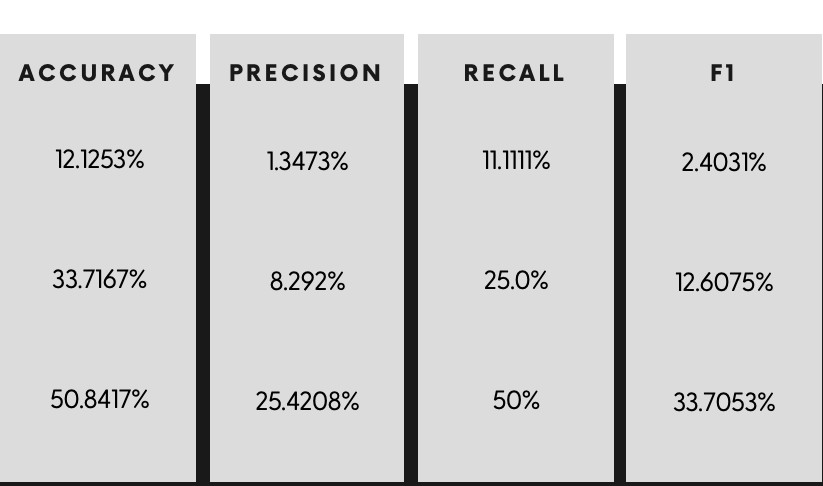 ACCURACY PRECISION RECALL F1
12.1253% 1.3473% 11.1111% 2.4031%
33.7167% 8.292% 25.0% 12.6075%
50.8417% 25.4208% 50% 33.7053%